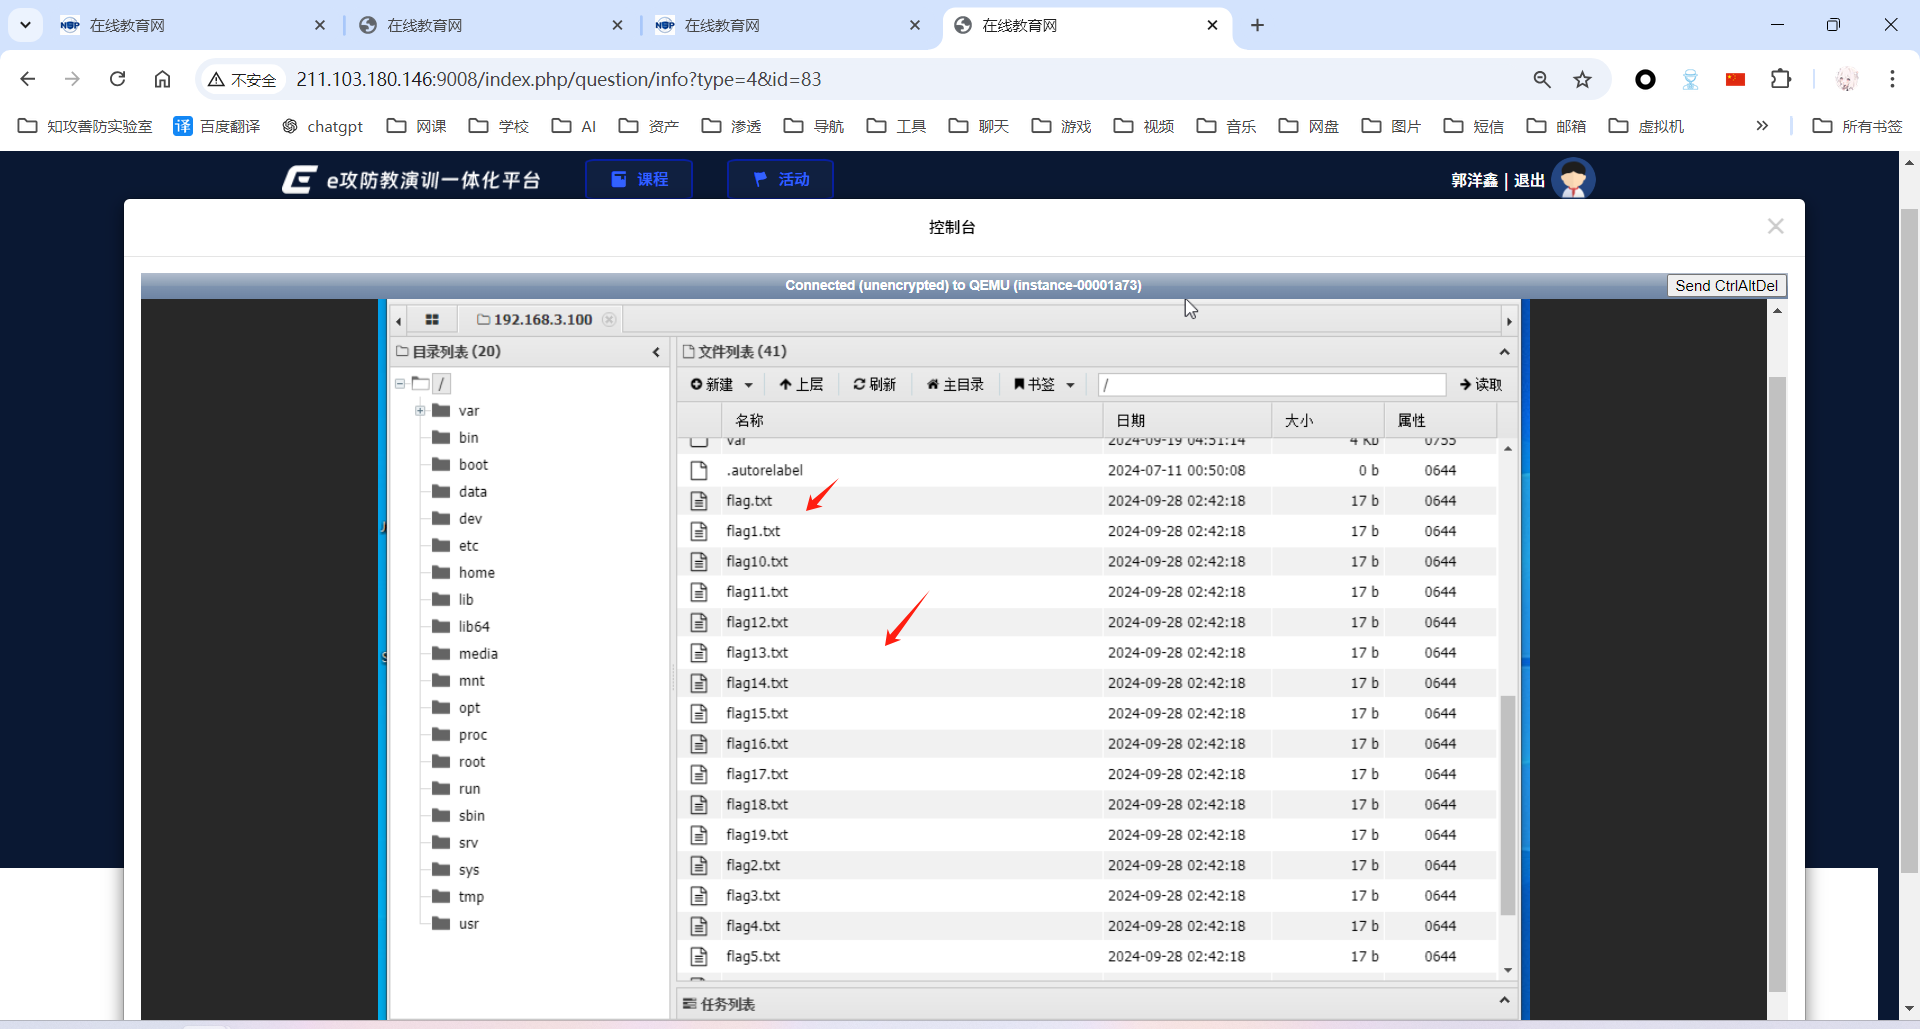 在线教育网
在线教育网
在线教育网
在线教育网
不安全 211.103.180.146:9008/index.php/question/info?type=4&id=83
知攻善防实验室 译 百度翻译 chatgpt 网课 学校 AI 资产 渗透 导航 工具 聊天 游戏 视频 音乐 网盘 图片 短信 邮箱 虚拟机 » 所有书签
e攻防教演训一体化平台 课程 活动 郭洋鑫 | 退出
控制台
Connected (unencrypted) to QEMU (instance-00001a73) Send CtrlAltDel
192.168.3.100
目录列表 (20) 文件列表 (41)
新建 上层 刷新 主目录 书签 / 读取
名称 日期 大小 属性
/
var
bin
boot
data
dev
etc
home
lib
lib64
media
mnt
opt
proc
root
run
sbin
srv
sys
tmp
usr
var 2024-09-19 04:51:14 4 Kb 0755
.autorelabel 2024-07-11 00:50:08 0 b 0644
flag.txt 2024-09-28 02:42:18 17 b 0644
flag1.txt 2024-09-28 02:42:18 17 b 0644
flag10.txt 2024-09-28 02:42:18 17 b 0644
flag11.txt 2024-09-28 02:42:18 17 b 0644
flag12.txt 2024-09-28 02:42:18 17 b 0644
flag13.txt 2024-09-28 02:42:18 17 b 0644
flag14.txt 2024-09-28 02:42:18 17 b 0644
flag15.txt 2024-09-28 02:42:18 17 b 0644
flag16.txt 2024-09-28 02:42:18 17 b 0644
flag17.txt 2024-09-28 02:42:18 17 b 0644
flag18.txt 2024-09-28 02:42:18 17 b 0644
flag19.txt 2024-09-28 02:42:18 17 b 0644
flag2.txt 2024-09-28 02:42:18 17 b 0644
flag3.txt 2024-09-28 02:42:18 17 b 0644
flag4.txt 2024-09-28 02:42:18 17 b 0644
flag5.txt 2024-09-28 02:42:18 17 b 0644
任务列表